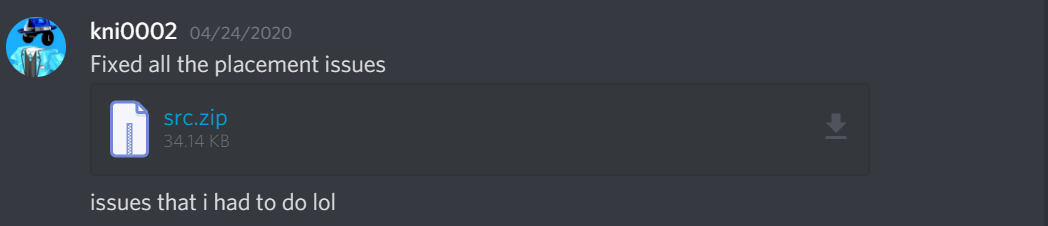 kni0002 04/24/2020
Fixed all the placement issues
src.zip
34.14 KB
issues that i had to do lol